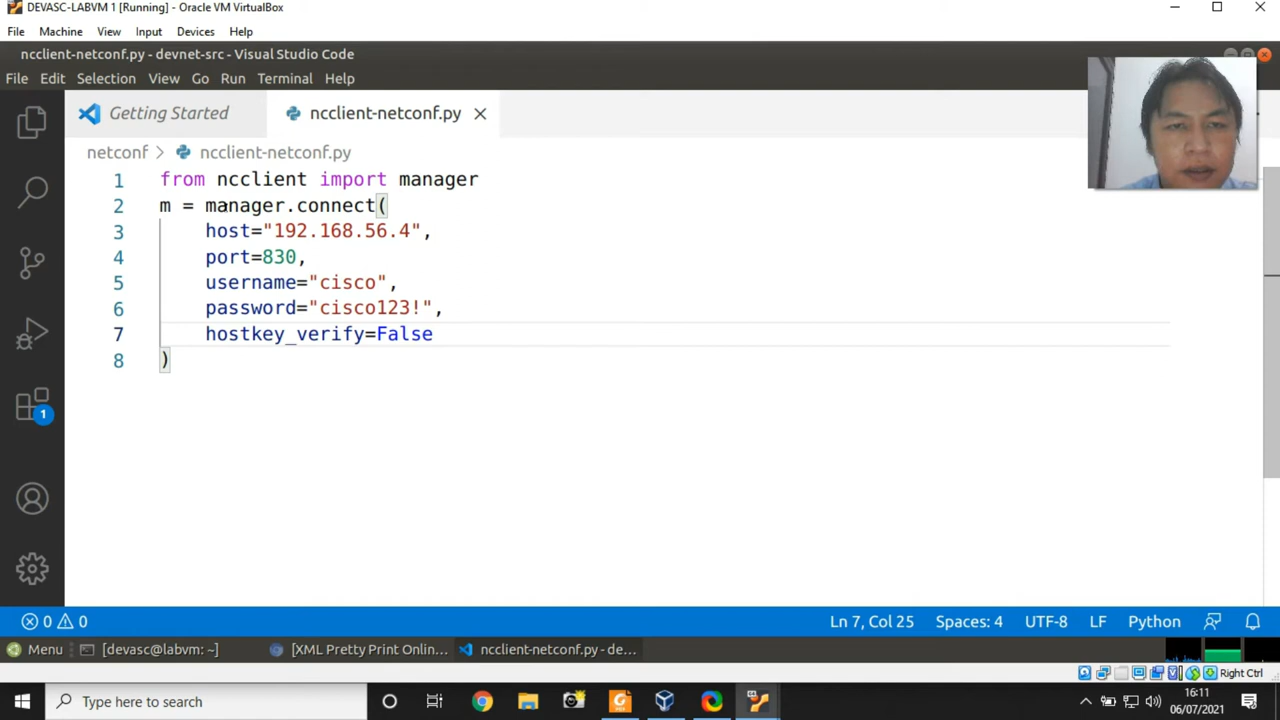 DEVASC-LABVM 1 [Running] - Oracle VM VirtualBox
File Machine View Input Devices Help
ncclient-netconf.py - devnet-src - Visual Studio Code
File Edit Selection View Go Run Terminal Help
Getting Started ncclient-netconf.py
netconf > ncclient-netconf.py
1 from ncclient import manager
2 m = manager.connect(
3 host="192.168.56.4",
4 port=830,
5 username="cisco",
6 password="cisco123!",
7 hostkey_verify=False
8 )
1
0 0 Ln 7, Col 25 Spaces: 4 UTF-8 LF Python
Menu [devasc@labvm: ~] [XML Pretty Print Onlin... ncclient-netconf.py - de...
Right Ctrl
Type here to search
16:11
06/07/2021